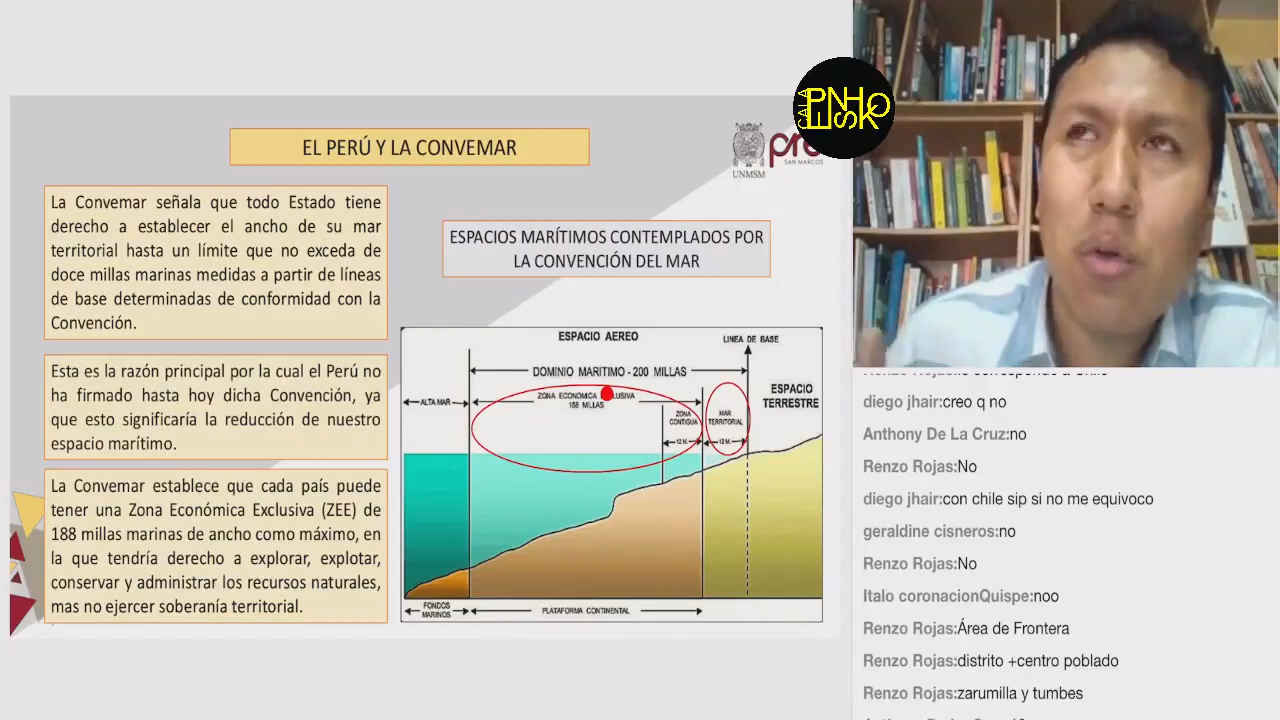 EL PERÚ Y LA CONVEMAR
UNMSM
SAN MARCOS
La Convemar señala que todo Estado tiene
derecho a establecer el ancho de su mar
territorial hasta un límite que no exceda de
doce millas marinas medidas a partir de líneas
de base determinadas de conformidad con la
Convención.
Esta es la razón principal por la cual el Perú no
ha firmado hasta hoy dicha Convención, ya
que esto significaría la reducción de nuestro
espacio marítimo.
La Convemar establece que cada país puede
tener una Zona Económica Exclusiva (ZEE) de
188 millas marinas de ancho como máximo, en
la que tendría derecho a explorar, explotar,
conservar y administrar los recursos naturales,
mas no ejercer soberanía territorial.
ESPACIOS MARÍTIMOS CONTEMPLADOS POR
LA CONVENCIÓN DEL MAR
ESPACIO AEREO
LINEA DE BASE
DOMINIO MARITIMO - 200 MILLAS
ESPACIO
TERRESTRE
ALTA MAR
ZONA ECONOMICA
188 MILLAS
ZONA
CONTIGUA
12 M.
MAR
TERRITORIAL
12 M.
FONDOS
MARINOS
PLATAFORMA CONTINENTAL
diego jhair:creo q no
Anthony De La Cruz:no
Renzo Rojas:No
diego jhair:con chile sip si no me equivoco
geraldine cisneros:no
Renzo Rojas:No
Italo coronacionQuispe:noo
Renzo Rojas:Área de Frontera
Renzo Rojas:distrito +centro poblado
Renzo Rojas:zarumilla y tumbes